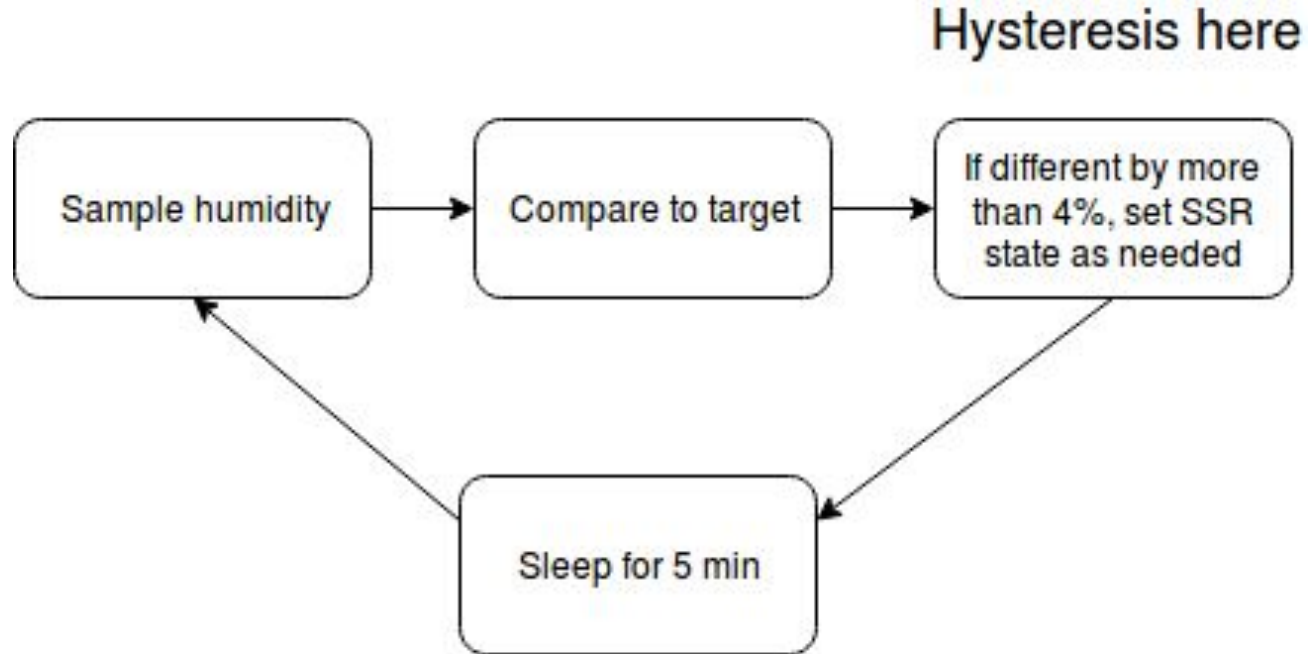 Hysteresis here
Sample humidity
Compare to target
If different by more
than 4%, set SSR
state as needed
Sleep for 5 min